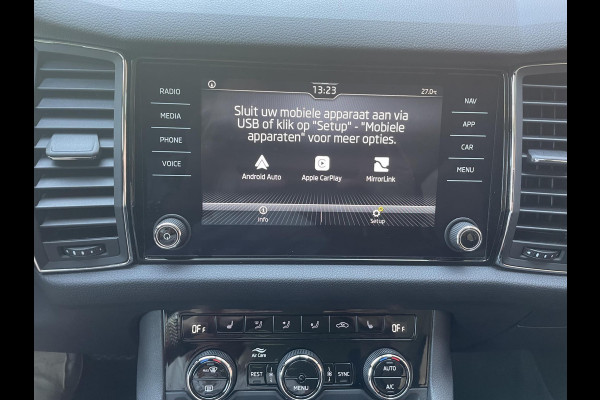 RADIO
MEDIA
PHONE
VOICE
13:23
27.0
Sluit uw mobiele apparaat aan via
USB of klik op "Setup" - "Mobiele
apparaten" voor meer opties.
Android Auto
Apple CarPlay
MirrorLink
Info
Setup
NAV
APP
CAR
MENU
OFF
OFF
Air Care
REST
MENU
SYNC
AUTO
A/C